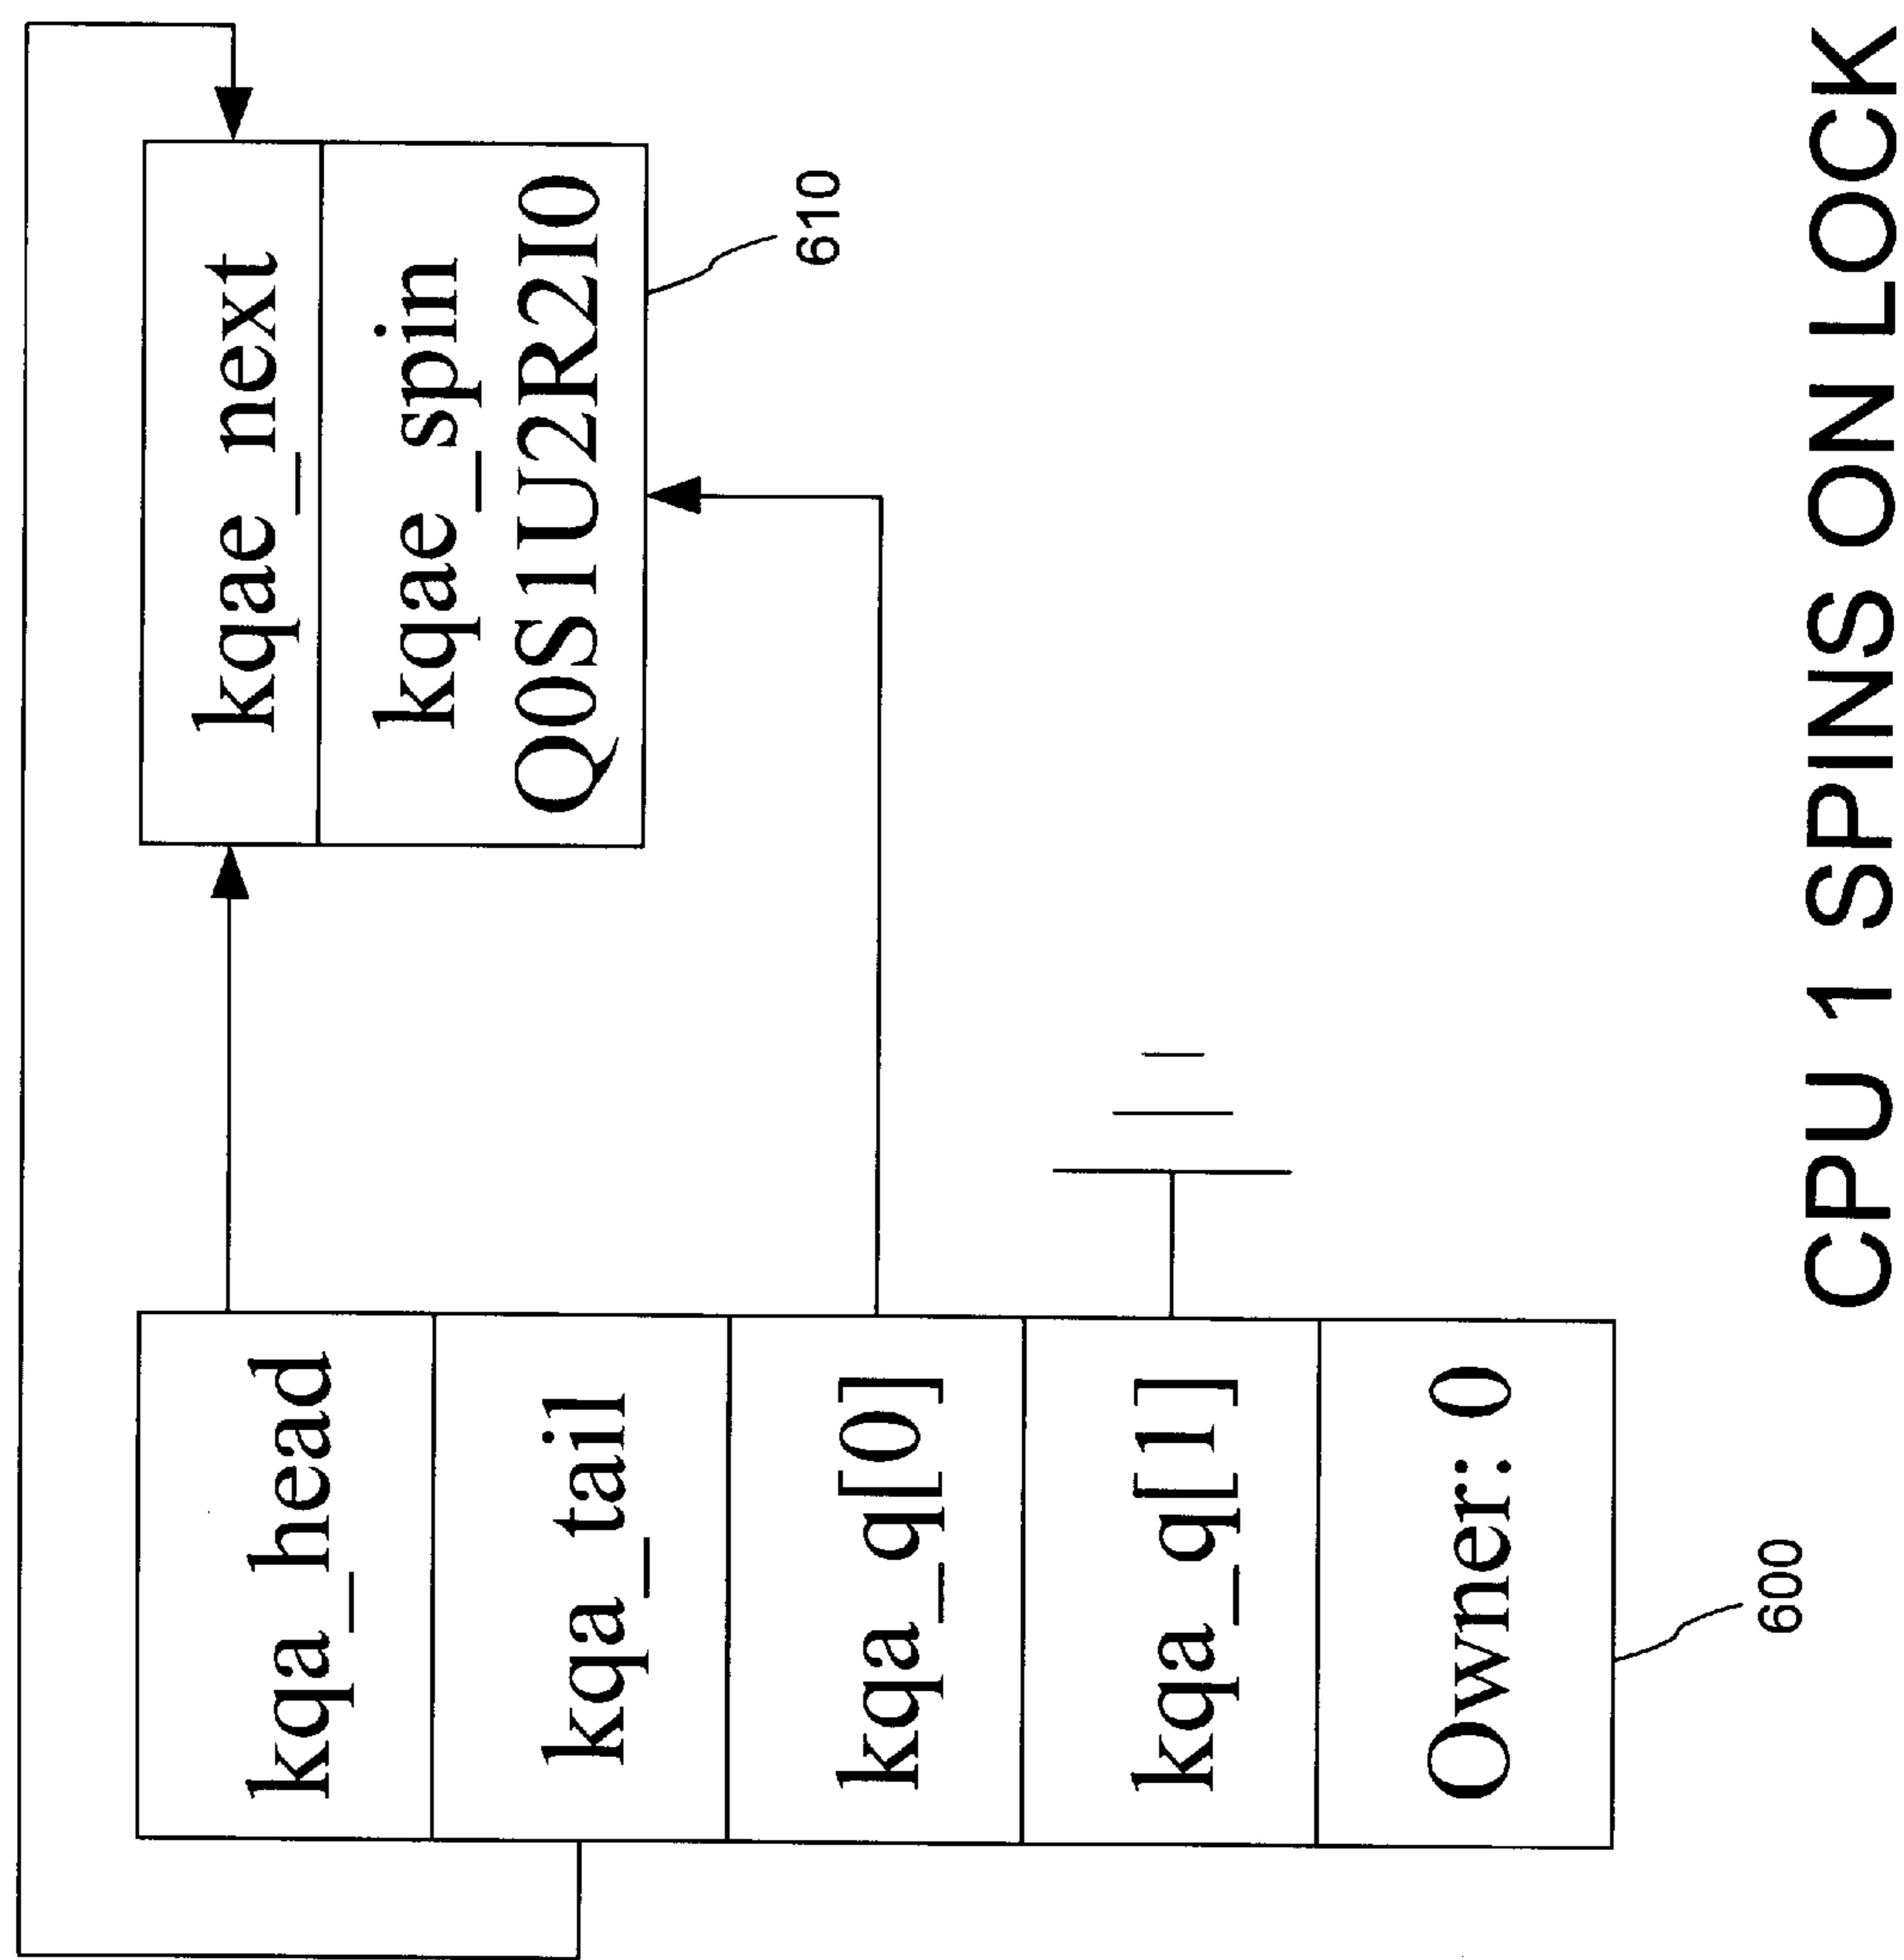 kqa_head
kqa_tail
kqa_q[0]
kqa_q[1]
Owner: 0
600
kqae_next
kqae_spin
Q0S1U2R2I0
610
CPU 1 SPINS ON LOCK